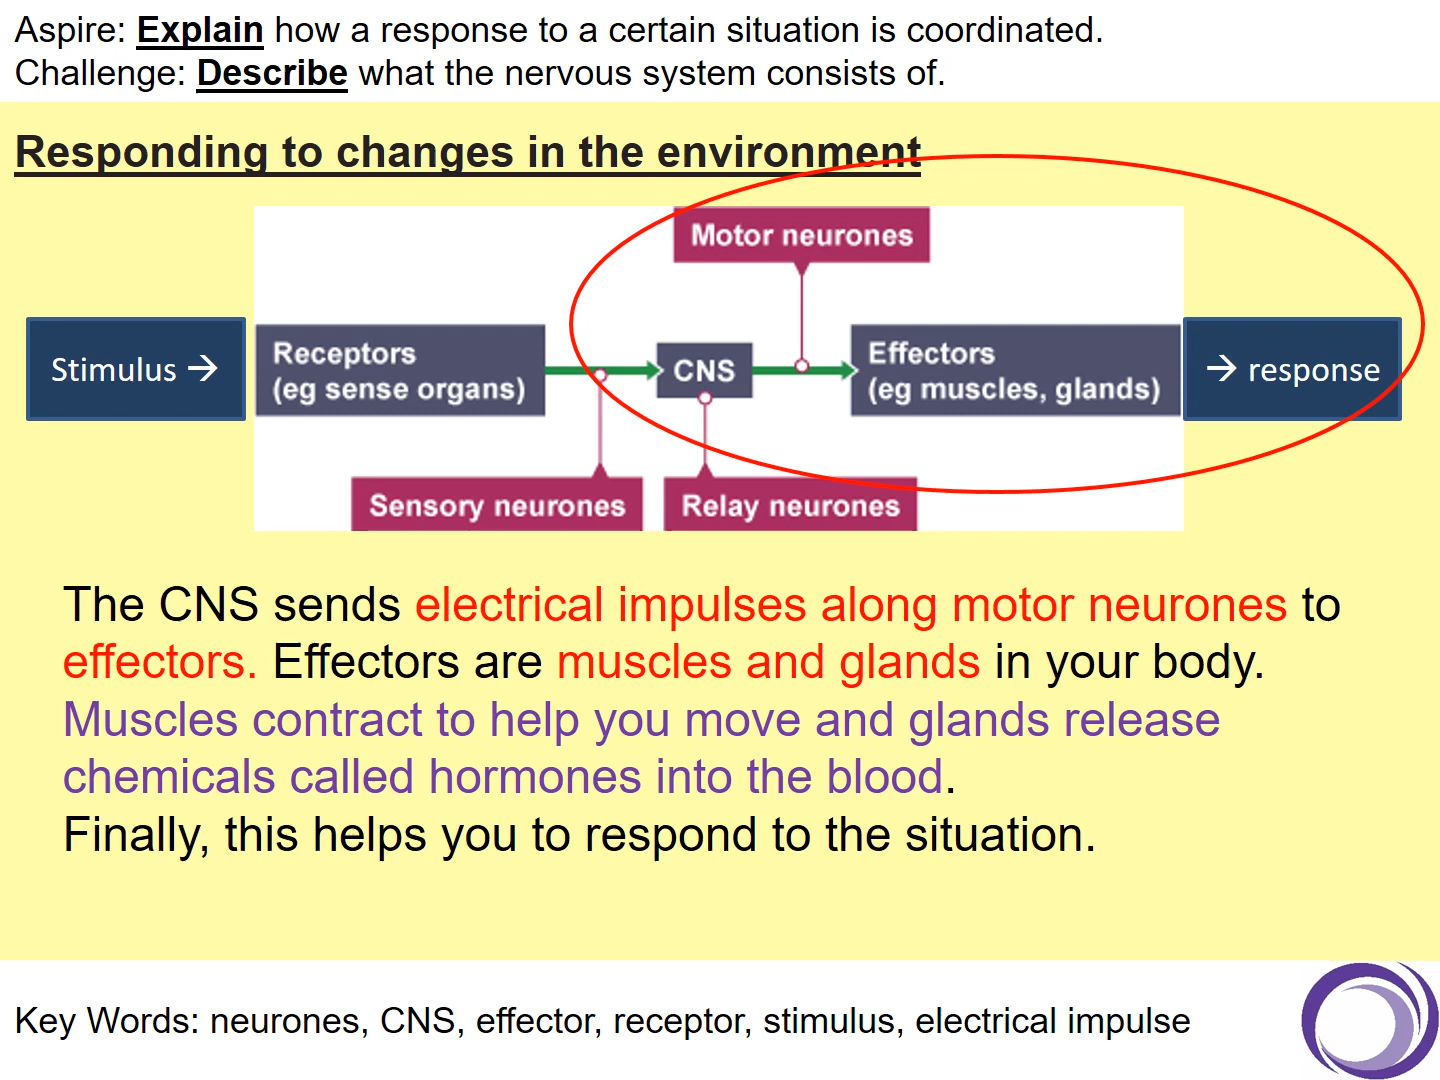 Aspire: Explain how a response to a certain situation is coordinated.
Challenge: Describe what the nervous system consists of.
Responding to changes in the environment
Motor neurones
Stimulus →
Receptors
(eg sense organs)
CNS
Effectors
(eg muscles, glands)
→ response
Sensory neurones
Relay neurones
The CNS sends electrical impulses along motor neurones to
effectors. Effectors are muscles and glands in your body.
Muscles contract to help you move and glands release
chemicals called hormones into the blood.
Finally, this helps you to respond to the situation.
Key Words: neurones, CNS, effector, receptor, stimulus, electrical impulse